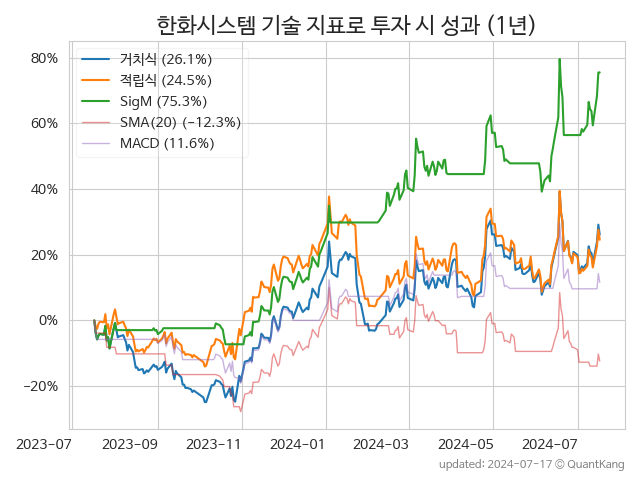 한화시스템 기술 지표로 투자 시 성과 (1년)
거치식 (26.1%)
적립식 (24.5%)
SigM (75.3%)
SMA(20) (−12.3%)
MACD (11.6%)
80%
60%
40%
20%
0%
−20%
2023-07 2023-09 2023-11 2024-01 2024-03 2024-05 2024-07
updated: 2024-07-17 ⓒ QuantKang